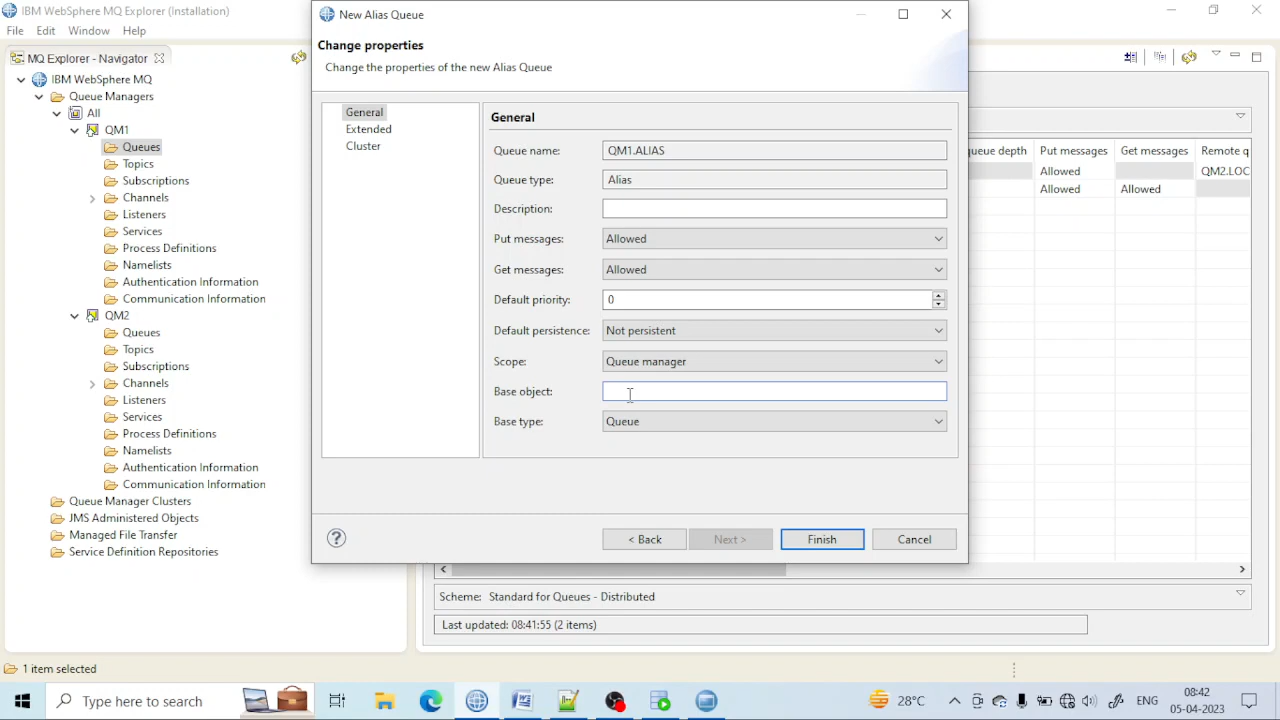 IBM WebSphere MQ Explorer (Installation)
File Edit Window Help
MQ Explorer - Navigator
IBM WebSphere MQ
Queue Managers
All
QM1
Queues
Topics
Subscriptions
Channels
Listeners
Services
Process Definitions
Namelists
Authentication Information
Communication Information
QM2
Queues
Topics
Subscriptions
Channels
Listeners
Services
Process Definitions
Namelists
Authentication Information
Communication Information
Queue Manager Clusters
JMS Administered Objects
Managed File Transfer
Service Definition Repositories
1 item selected
New Alias Queue
Change properties
Change the properties of the new Alias Queue
General
Extended
Cluster
General
Queue name: QM1.ALIAS
Queue type: Alias
Description:
Put messages: Allowed
Get messages: Allowed
Default priority: 0
Default persistence: Not persistent
Scope: Queue manager
Base object:
Base type: Queue
< Back Next > Finish Cancel
queue depth Put messages Get messages Remote q
Allowed QM2.LOC
Allowed Allowed
Scheme: Standard for Queues - Distributed
Last updated: 08:41:55 (2 items)
Type here to search
28°C
ENG
08:42
05-04-2023